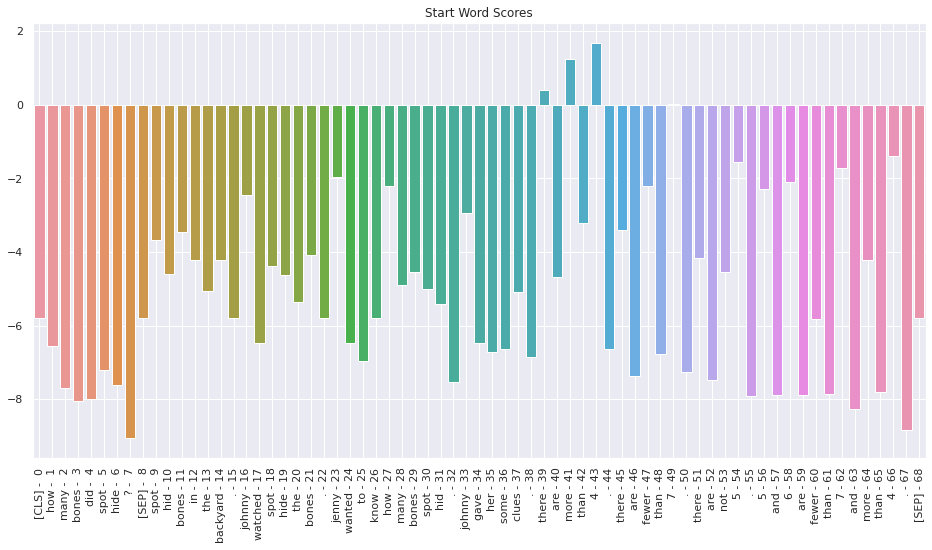 Start Word Scores
2
0
−2
−4
−6
−8
[CLS] - 0
how - 1
many - 2
bones - 3
did - 4
spot - 5
hide - 6
? - 7
[SEP] - 8
spot - 9
hid - 10
bones - 11
in - 12
the - 13
backyard - 14
. - 15
johnny - 16
watched - 17
spot - 18
hide - 19
the - 20
bones - 21
. - 22
jenny - 23
wanted - 24
to - 25
know - 26
how - 27
many - 28
bones - 29
spot - 30
hid - 31
. - 32
johnny - 33
gave - 34
her - 35
some - 36
clues - 37
. - 38
there - 39
are - 40
more - 41
than - 42
4 - 43
. - 44
there - 45
are - 46
fewer - 47
than - 48
7 - 49
. - 50
there - 51
are - 52
not - 53
5 - 54
. - 55
5 - 56
and - 57
6 - 58
are - 59
fewer - 60
than - 61
7 - 62
and - 63
more - 64
than - 65
4 - 66
. - 67
[SEP] - 68